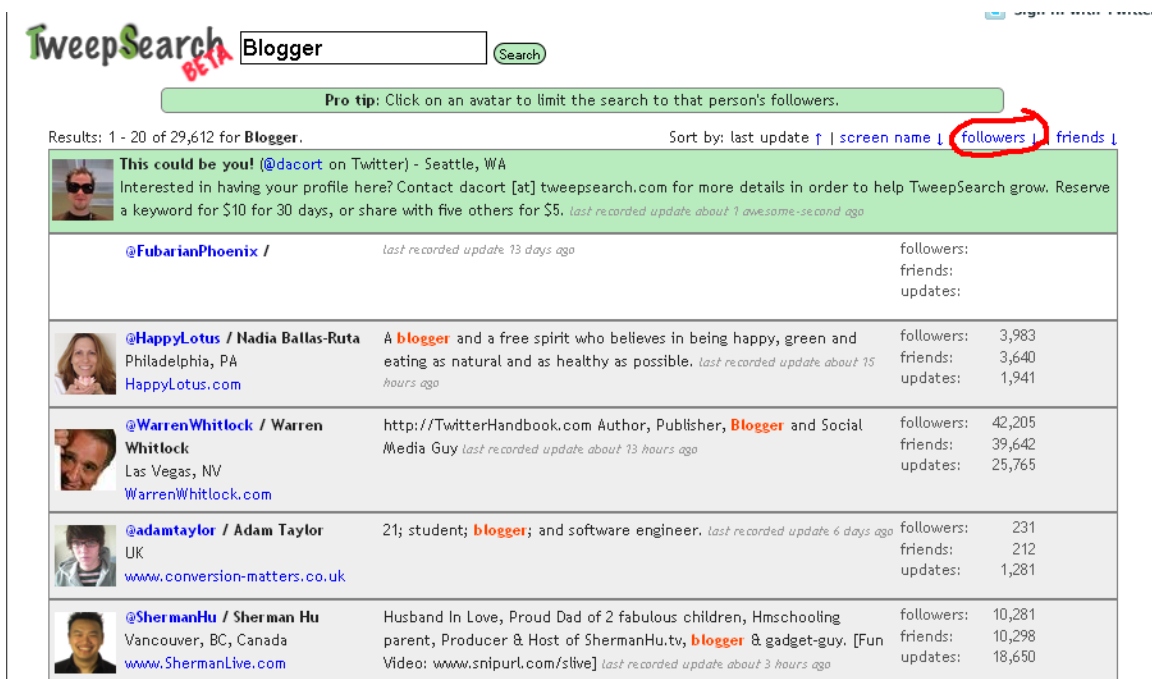 Sign in with Twitter
TweepSearch BETA Blogger Search
Pro tip: Click on an avatar to limit the search to that person's followers.
Results: 1 - 20 of 29,612 for Blogger. Sort by: last update ↑ | screen name ↓ | followers ↓ | friends ↓
This could be you! (@dacort on Twitter) - Seattle, WA
Interested in having your profile here? Contact dacort [at] tweepsearch.com for more details in order to help TweepSearch grow. Reserve
a keyword for $10 for 30 days, or share with five others for $5. last recorded update about 1 awesome-second ago
@FubarianPhoenix / last recorded update 13 days ago followers:
friends:
updates:
@HappyLotus / Nadia Ballas-Ruta A blogger and a free spirit who believes in being happy, green and followers: 3,983
Philadelphia, PA eating as natural and as healthy as possible. last recorded update about 15 friends: 3,640
HappyLotus.com hours ago updates: 1,941
@WarrenWhitlock / Warren http://TwitterHandbook.com Author, Publisher, Blogger and Social followers: 42,205
Whitlock Media Guy last recorded update about 13 hours ago friends: 39,642
Las Vegas, NV updates: 25,765
WarrenWhitlock.com
@adamtaylor / Adam Taylor 21; student; blogger; and software engineer. last recorded update 6 days ago followers: 231
UK friends: 212
www.conversion-matters.co.uk updates: 1,281
@ShermanHu / Sherman Hu Husband In Love, Proud Dad of 2 fabulous children, Hmschooling followers: 10,281
Vancouver, BC, Canada parent, Producer & Host of ShermanHu.tv, blogger & gadget-guy. [Fun friends: 10,298
www.ShermanLive.com Video: www.snipurl.com/slive] last recorded update about 3 hours ago updates: 18,650